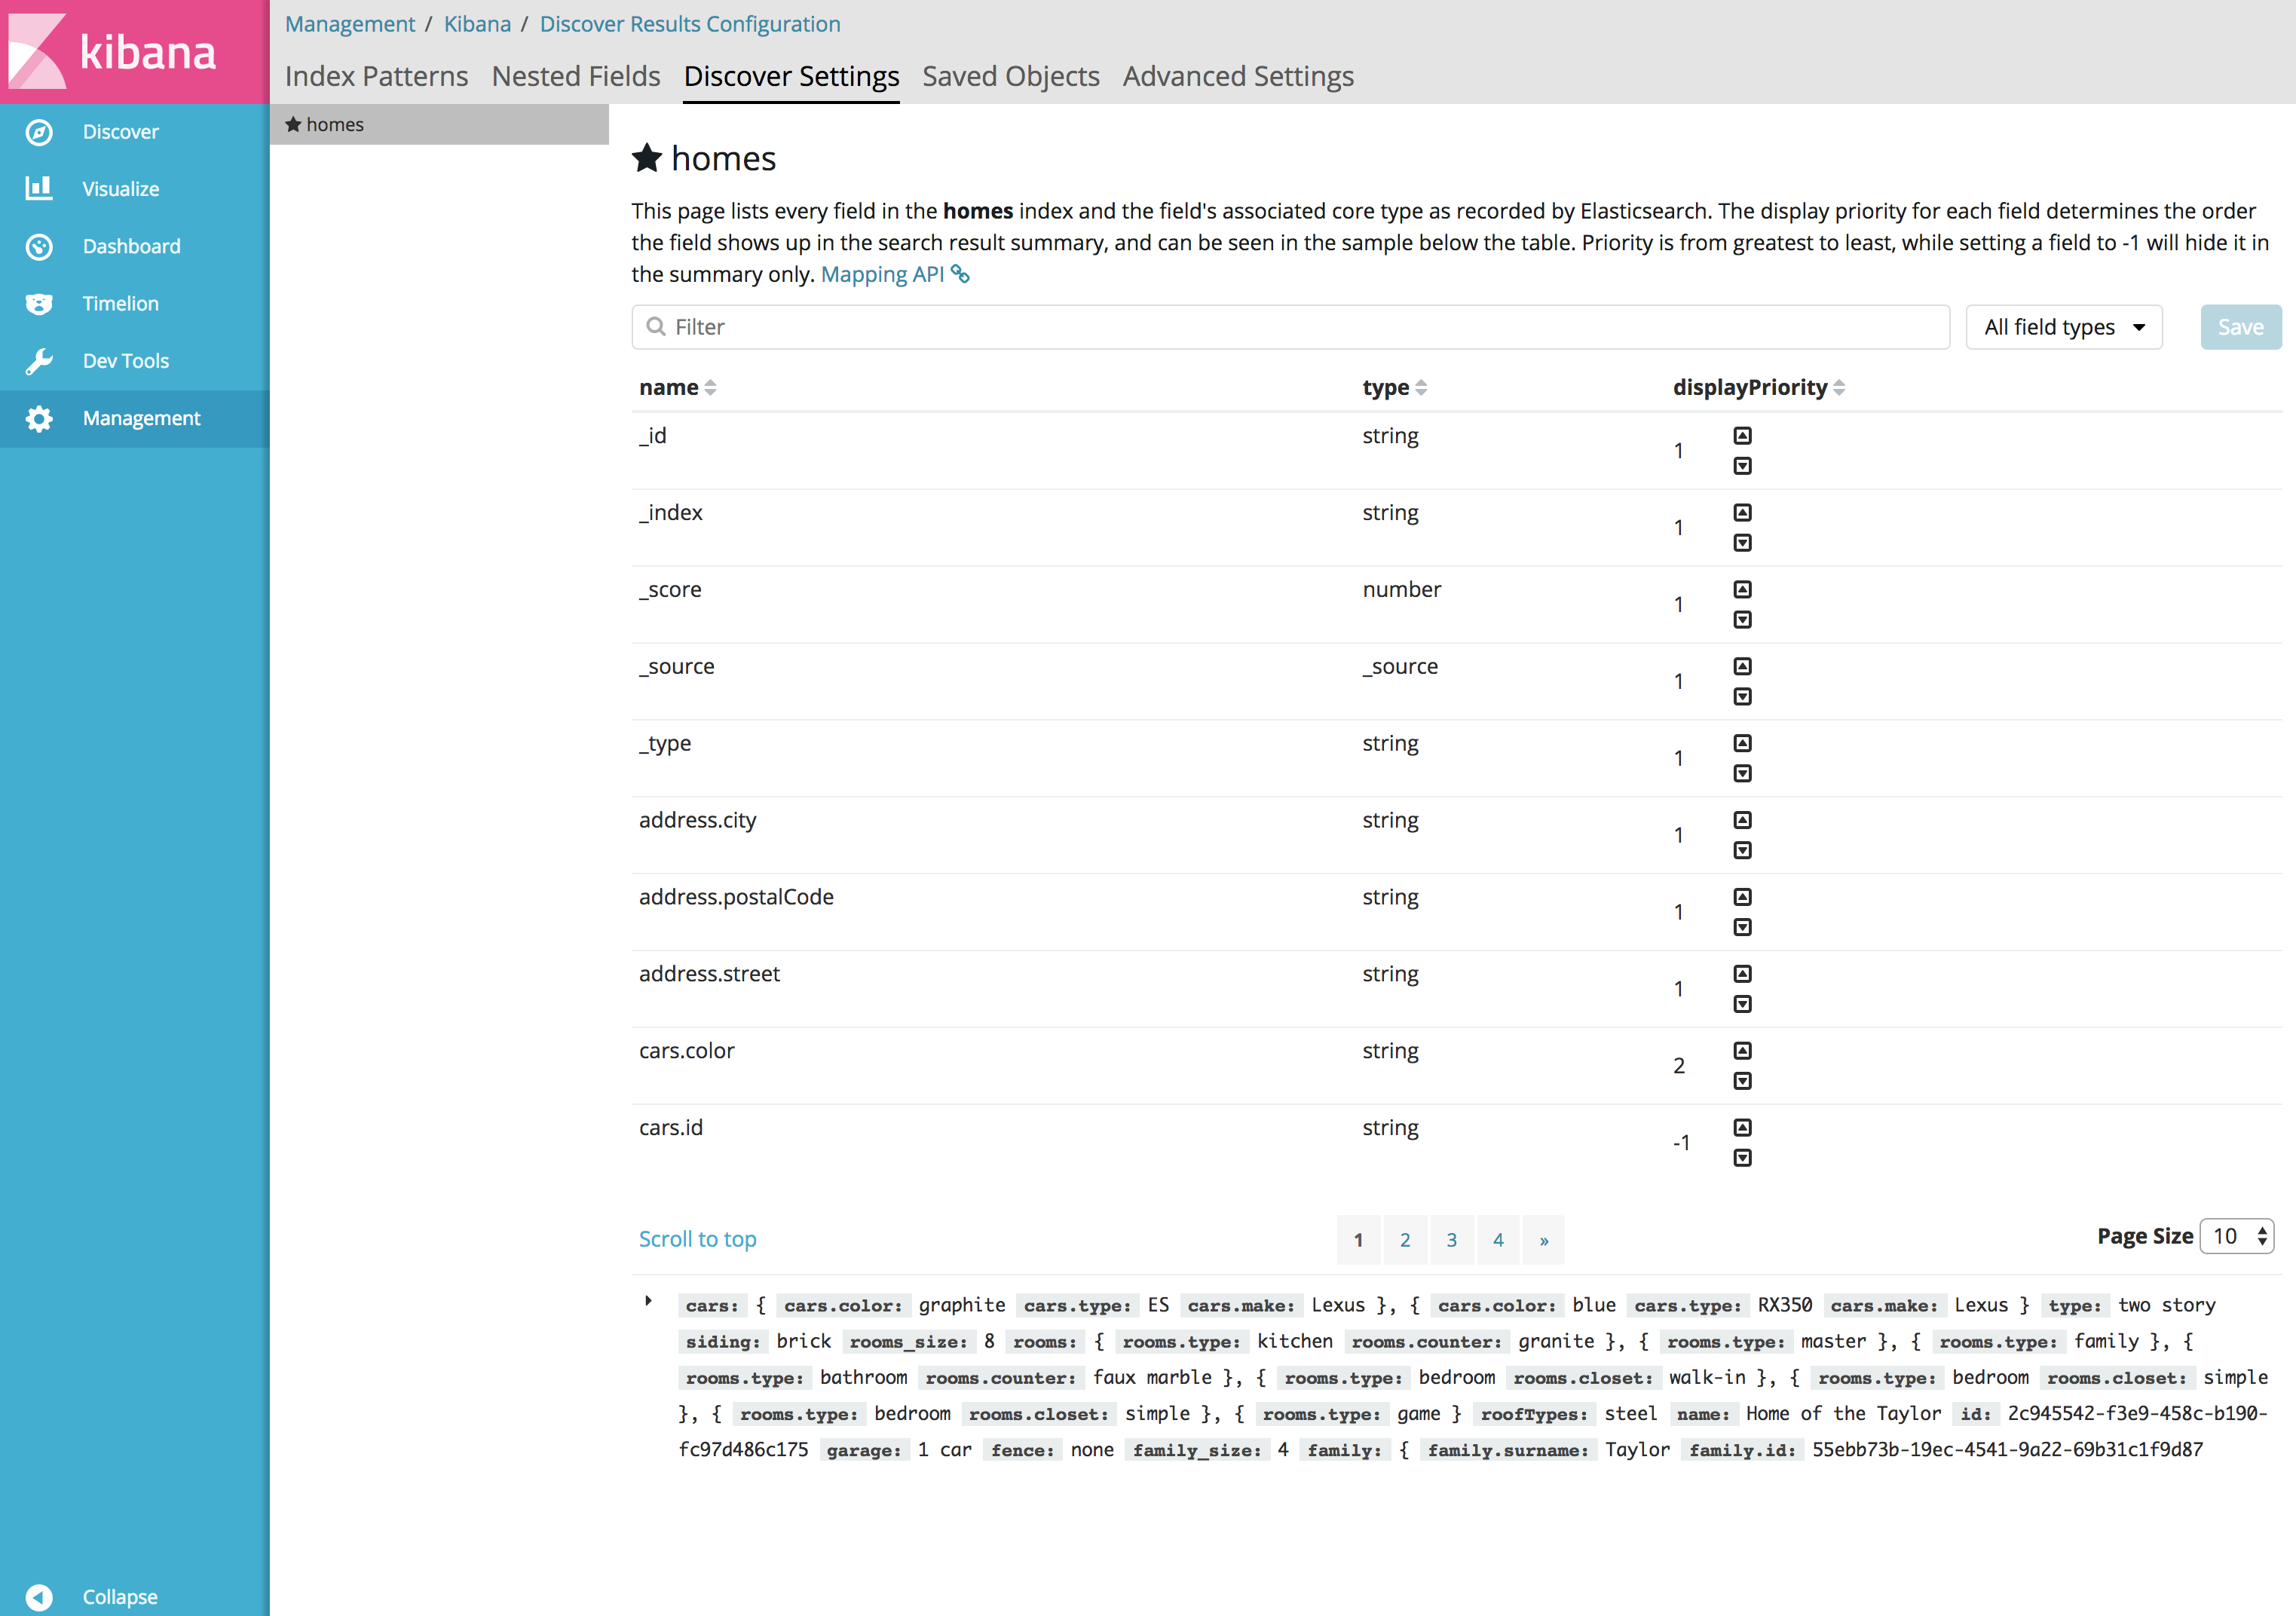 kibana
Discover
Visualize
Dashboard
Timelion
Dev Tools
Management
Collapse
Management / Kibana / Discover Results Configuration
Index Patterns Nested Fields Discover Settings Saved Objects Advanced Settings
homes
homes
This page lists every field in the homes index and the field's associated core type as recorded by Elasticsearch. The display priority for each field determines the order
the field shows up in the search result summary, and can be seen in the sample below the table. Priority is from greatest to least, while setting a field to -1 will hide it in
the summary only. Mapping API
Filter All field types Save
name type displayPriority
_id string 1
_index string 1
_score number 1
_source _source 1
_type string 1
address.city string 1
address.postalCode string 1
address.street string 1
cars.color string 2
cars.id string -1
Scroll to top 1 2 3 4 » Page Size 10
cars: { cars.color: graphite cars.type: ES cars.make: Lexus }, { cars.color: blue cars.type: RX350 cars.make: Lexus } type: two story
siding: brick rooms_size: 8 rooms: { rooms.type: kitchen rooms.counter: granite }, { rooms.type: master }, { rooms.type: family }, {
rooms.type: bathroom rooms.counter: faux marble }, { rooms.type: bedroom rooms.closet: walk-in }, { rooms.type: bedroom rooms.closet: simple
}, { rooms.type: bedroom rooms.closet: simple }, { rooms.type: game } roofTypes: steel name: Home of the Taylor id: 2c945542-f3e9-458c-b190-
fc97d486c175 garage: 1 car fence: none family_size: 4 family: { family.surname: Taylor family.id: 55ebb73b-19ec-4541-9a22-69b31c1f9d87